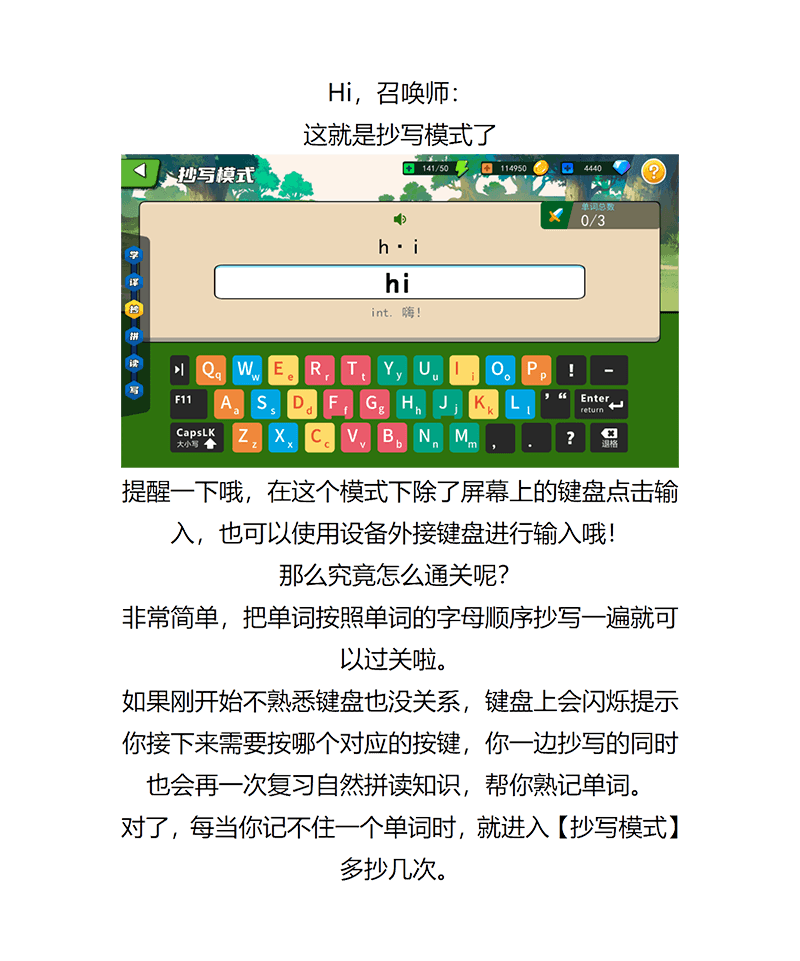 Hi，召唤师：
这就是抄写模式了
抄写模式
141/50
114950
4440
?
单词总数
0/3
h · i
hi
int. 嗨!
学
译
抄
拼
读
写
Qq Ww Ee Rr Tt Yy Uu Ii Oo Pp ! –
F11 Aa Ss Dd Ff Gg Hh Jj Kk Ll ’ “ Enter return
CapsLK 大小写 Zz Xx Cc Vv Bb Nn Mm , . ? 退格
提醒一下哦，在这个模式下除了屏幕上的键盘点击输
入，也可以使用设备外接键盘进行输入哦！
那么究竟怎么通关呢？
非常简单，把单词按照单词的字母顺序抄写一遍就可
以过关啦。
如果刚开始不熟悉键盘也没关系，键盘上会闪烁提示
你接下来需要按哪个对应的按键，你一边抄写的同时
也会再一次复习自然拼读知识，帮你熟记单词。
对了，每当你记不住一个单词时，就进入【抄写模式】
多抄几次。